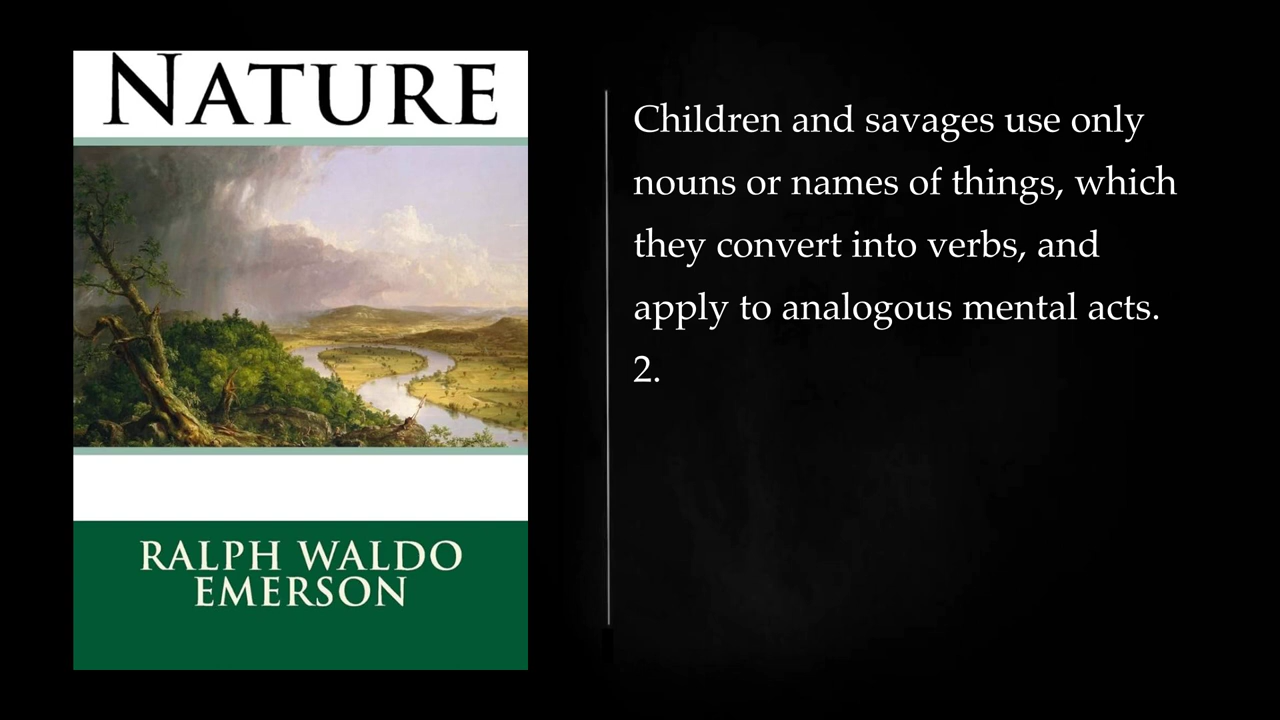 NATURE
RALPH WALDO
EMERSON
Children and savages use only
nouns or names of things, which
they convert into verbs, and
apply to analogous mental acts.
2.